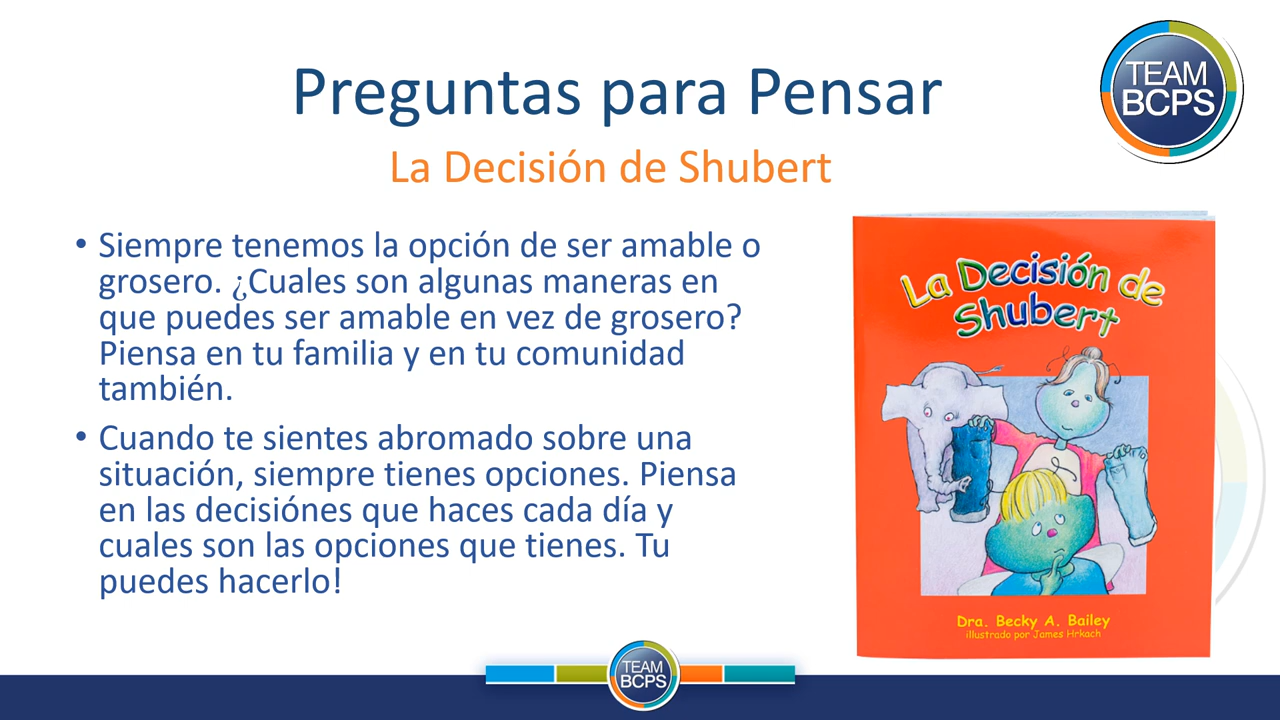 Preguntas para Pensar
TEAM
BCPS
La Decisión de Shubert
• Siempre tenemos la opción de ser amable o
grosero. ¿Cuales son algunas maneras en
que puedes ser amable en vez de grosero?
Piensa en tu familia y en tu comunidad
también.
• Cuando te sientes abromado sobre una
situación, siempre tienes opciones. Piensa
en las decisiónes que haces cada día y
cuales son las opciones que tienes. Tu
puedes hacerlo!
La Decisión de
Shubert
Dra. Becky A. Bailey
illustrado por James Hrkach
TEAM
BCPS